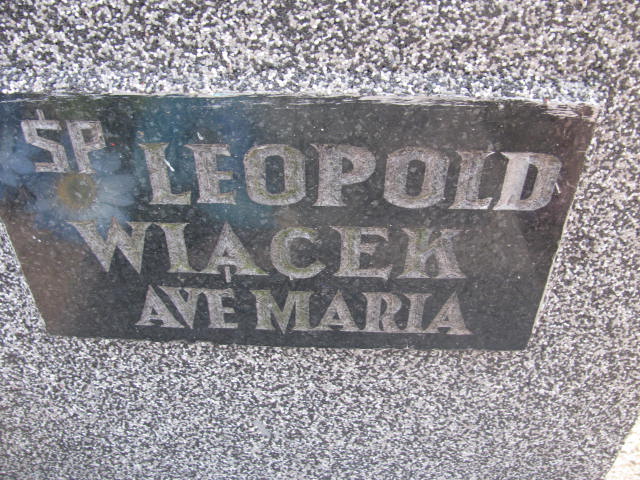 ŚP LEOPOLD
WIĄCEK
AVE MARIA